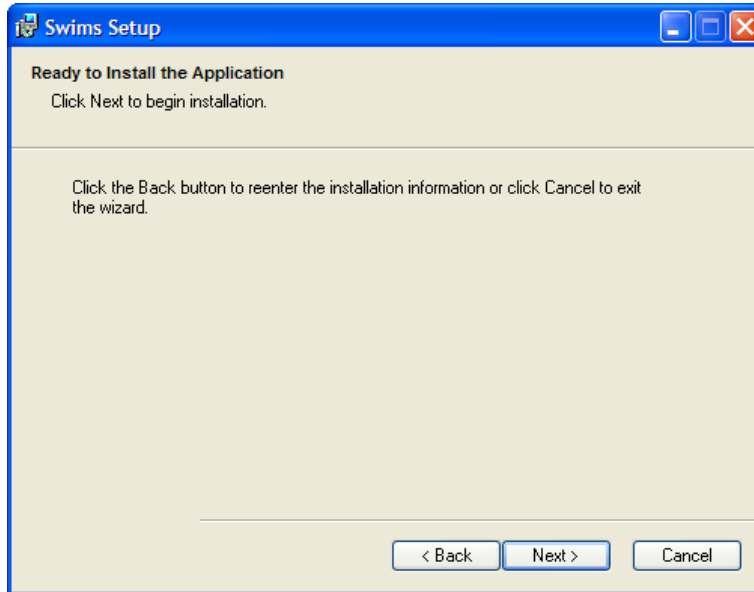 Swims Setup
Ready to Install the Application
Click Next to begin installation.
Click the Back button to reenter the installation information or click Cancel to exit
the wizard.
< Back Next > Cancel